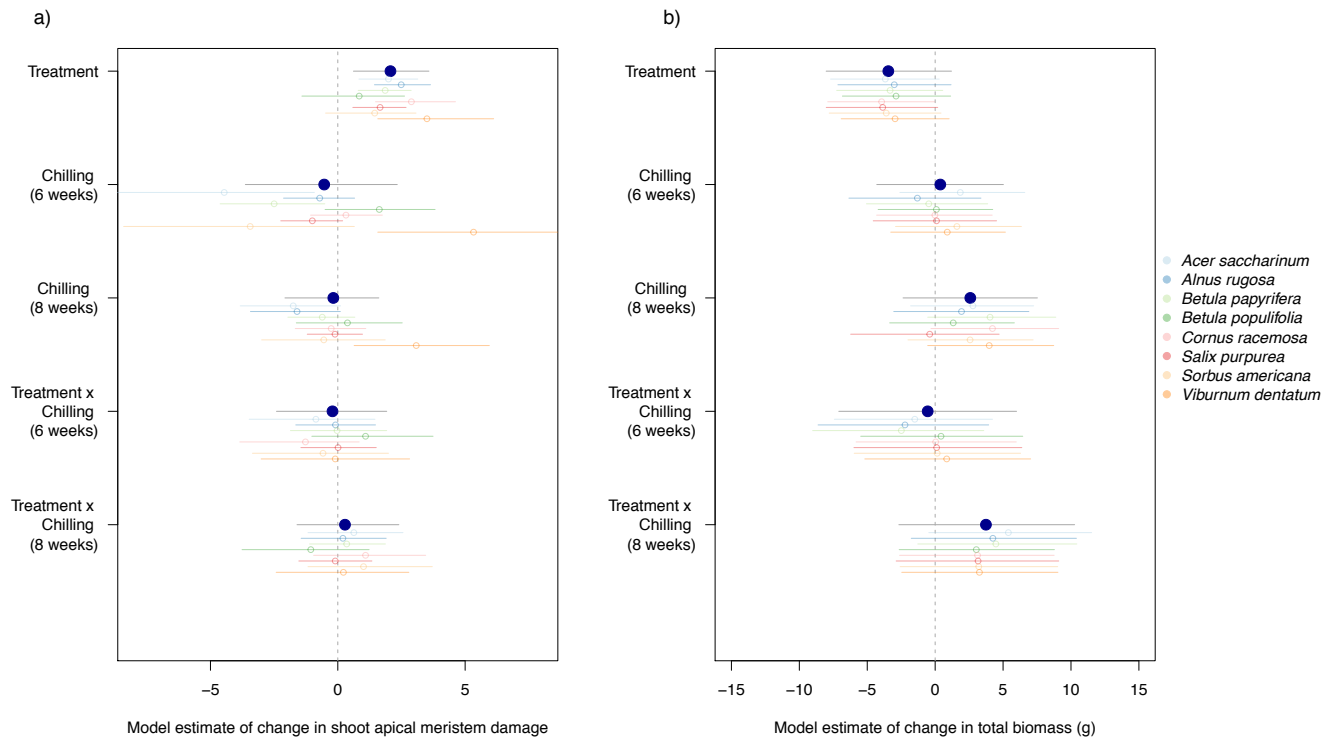 a)
Treatment
Chilling
(6 weeks)
Chilling
(8 weeks)
Treatment x
Chilling
(6 weeks)
Treatment x
Chilling
(8 weeks)
−5
0
5
Model estimate of change in shoot apical meristem damage
b)
Treatment
Chilling
(6 weeks)
Chilling
(8 weeks)
Treatment x
Chilling
(6 weeks)
Treatment x
Chilling
(8 weeks)
−15
−10
−5
0
5
10
15
Model estimate of change in total biomass (g)
Acer saccharinum
Alnus rugosa
Betula papyrifera
Betula populifolia
Cornus racemosa
Salix purpurea
Sorbus americana
Viburnum dentatum